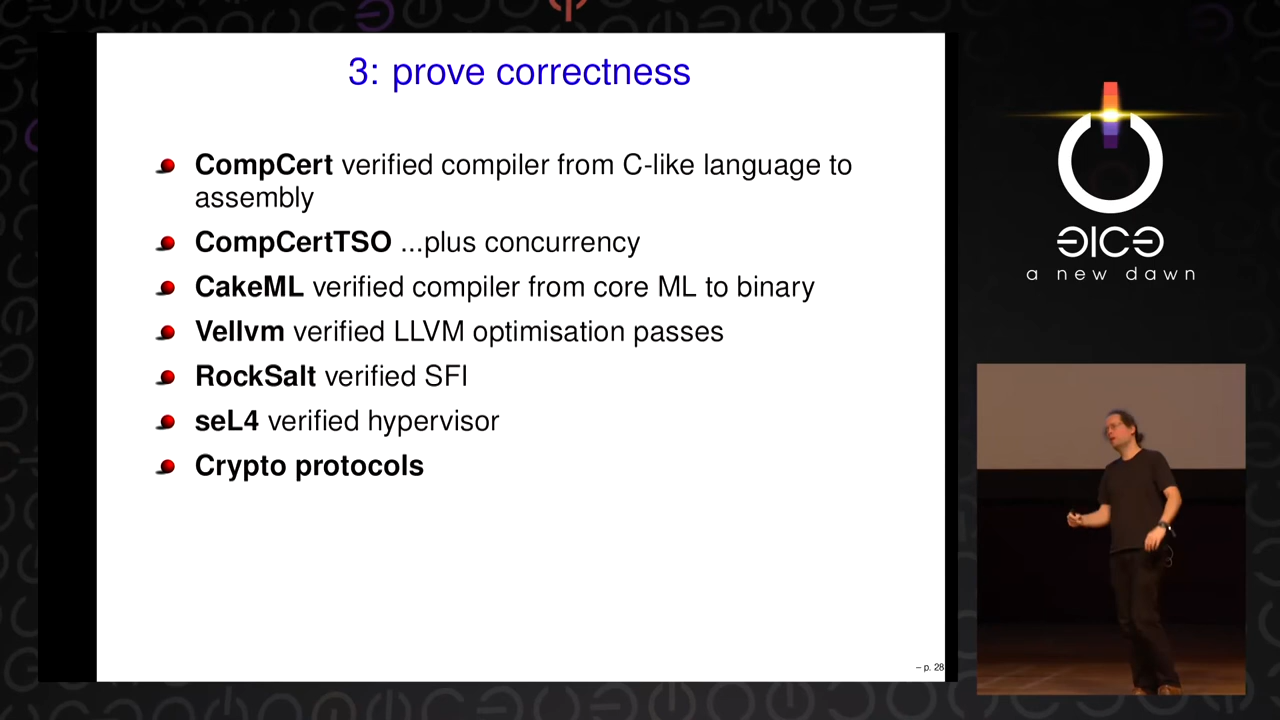 3: prove correctness
CompCert verified compiler from C-like language to
assembly
CompCertTSO ...plus concurrency
CakeML verified compiler from core ML to binary
Vellvm verified LLVM optimisation passes
RockSalt verified SFI
seL4 verified hypervisor
Crypto protocols
– p. 28
a new dawn